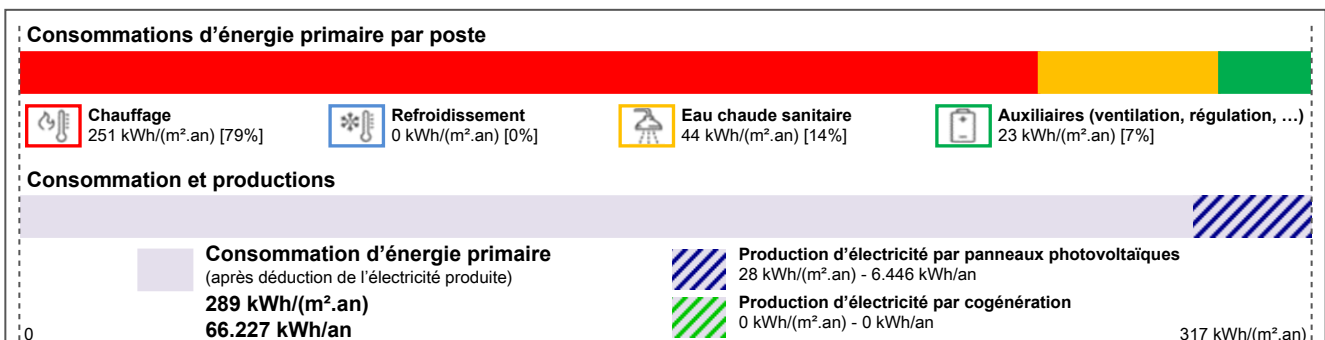 Consommations d'énergie primaire par poste
Chauffage
251 kWh/(m².an) [79%]
Refroidissement
0 kWh/(m².an) [0%]
Eau chaude sanitaire
44 kWh/(m².an) [14%]
Auxiliaires (ventilation, régulation, …)
23 kWh/(m².an) [7%]
Consommation et productions
Consommation d'énergie primaire
(après déduction de l'électricité produite)
289 kWh/(m².an)
66.227 kWh/an
Production d'électricité par panneaux photovoltaïques
28 kWh/(m².an) - 6.446 kWh/an
Production d'électricité par cogénération
0 kWh/(m².an) - 0 kWh/an
0
317 kWh/(m².an)